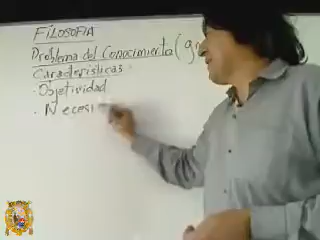 FILOSOFIA
Problema del Conocimiento (
Características:
· Objetividad
· Necesi